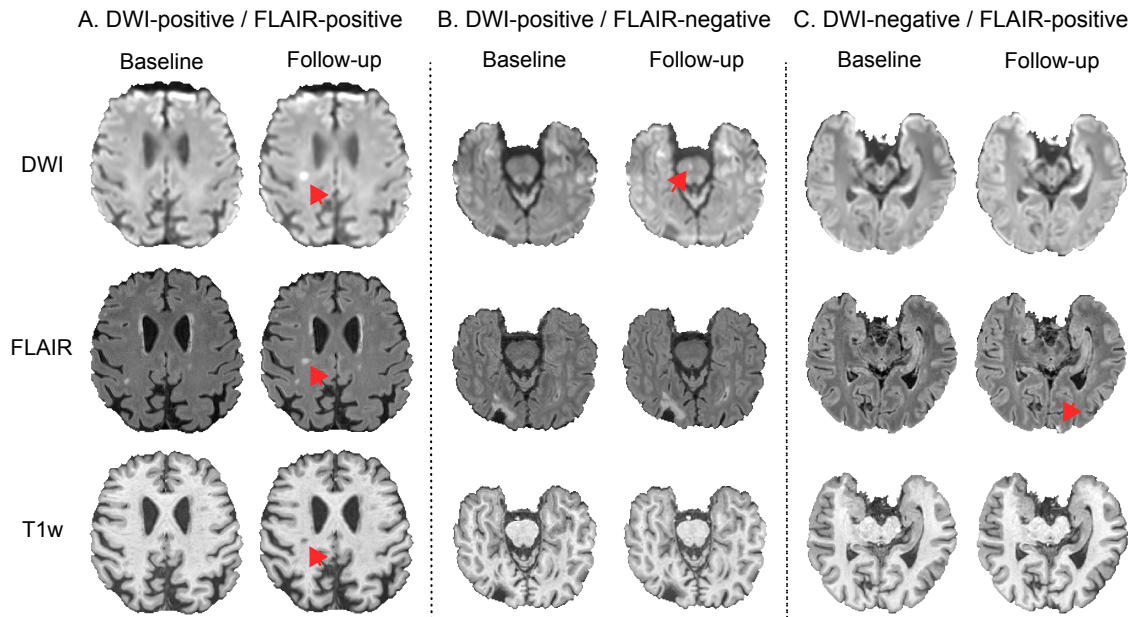 A. DWI-positive / FLAIR-positive B. DWI-positive / FLAIR-negative C. DWI-negative / FLAIR-positive
Baseline Follow-up Baseline Follow-up Baseline Follow-up
DWI
FLAIR
T1w